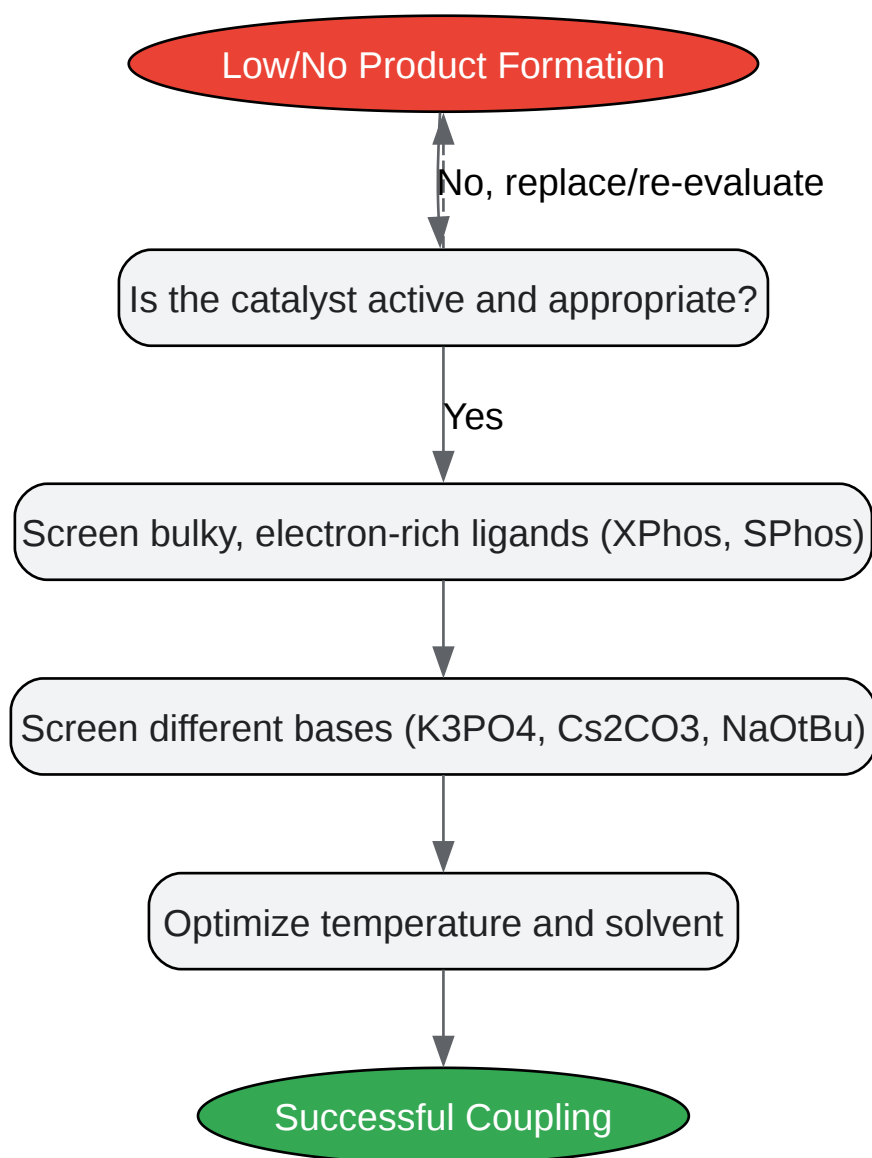 Low/No Product Formation
No, replace/re-evaluate
Is the catalyst active and appropriate?
Yes
Screen bulky, electron-rich ligands (XPhos, SPhos)
Screen different bases (K3PO4, Cs2CO3, NaOtBu)
Optimize temperature and solvent
Successful Coupling